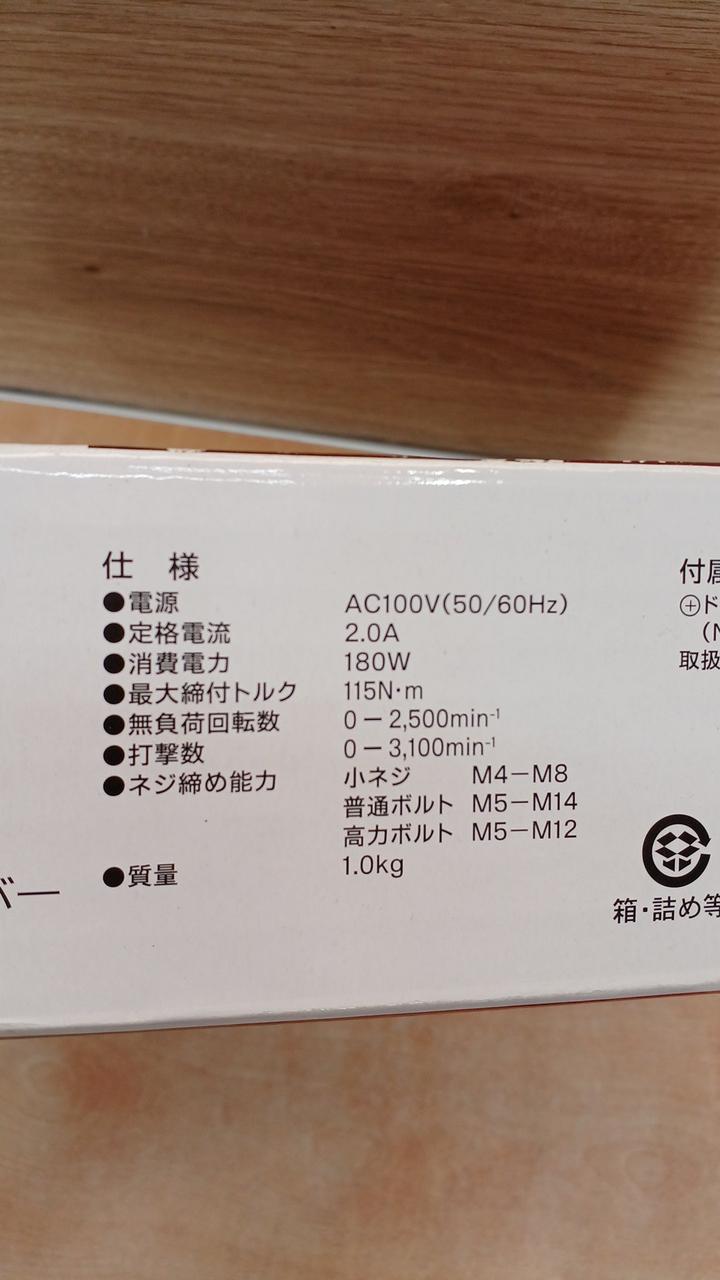 仕 様
●電源 AC100V(50/60Hz)
●定格電流 2.0A
●消費電力 180W
●最大締付トルク 115N・m
●無負荷回転数 0－2,500min⁻¹
●打撃数 0－3,100min⁻¹
●ネジ締め能力 小ネジ M4－M8
普通ボルト M5－M14
高力ボルト M5－M12
●質量 1.0kg
バー
付属
⊕ド
(N
取扱
箱・詰め等